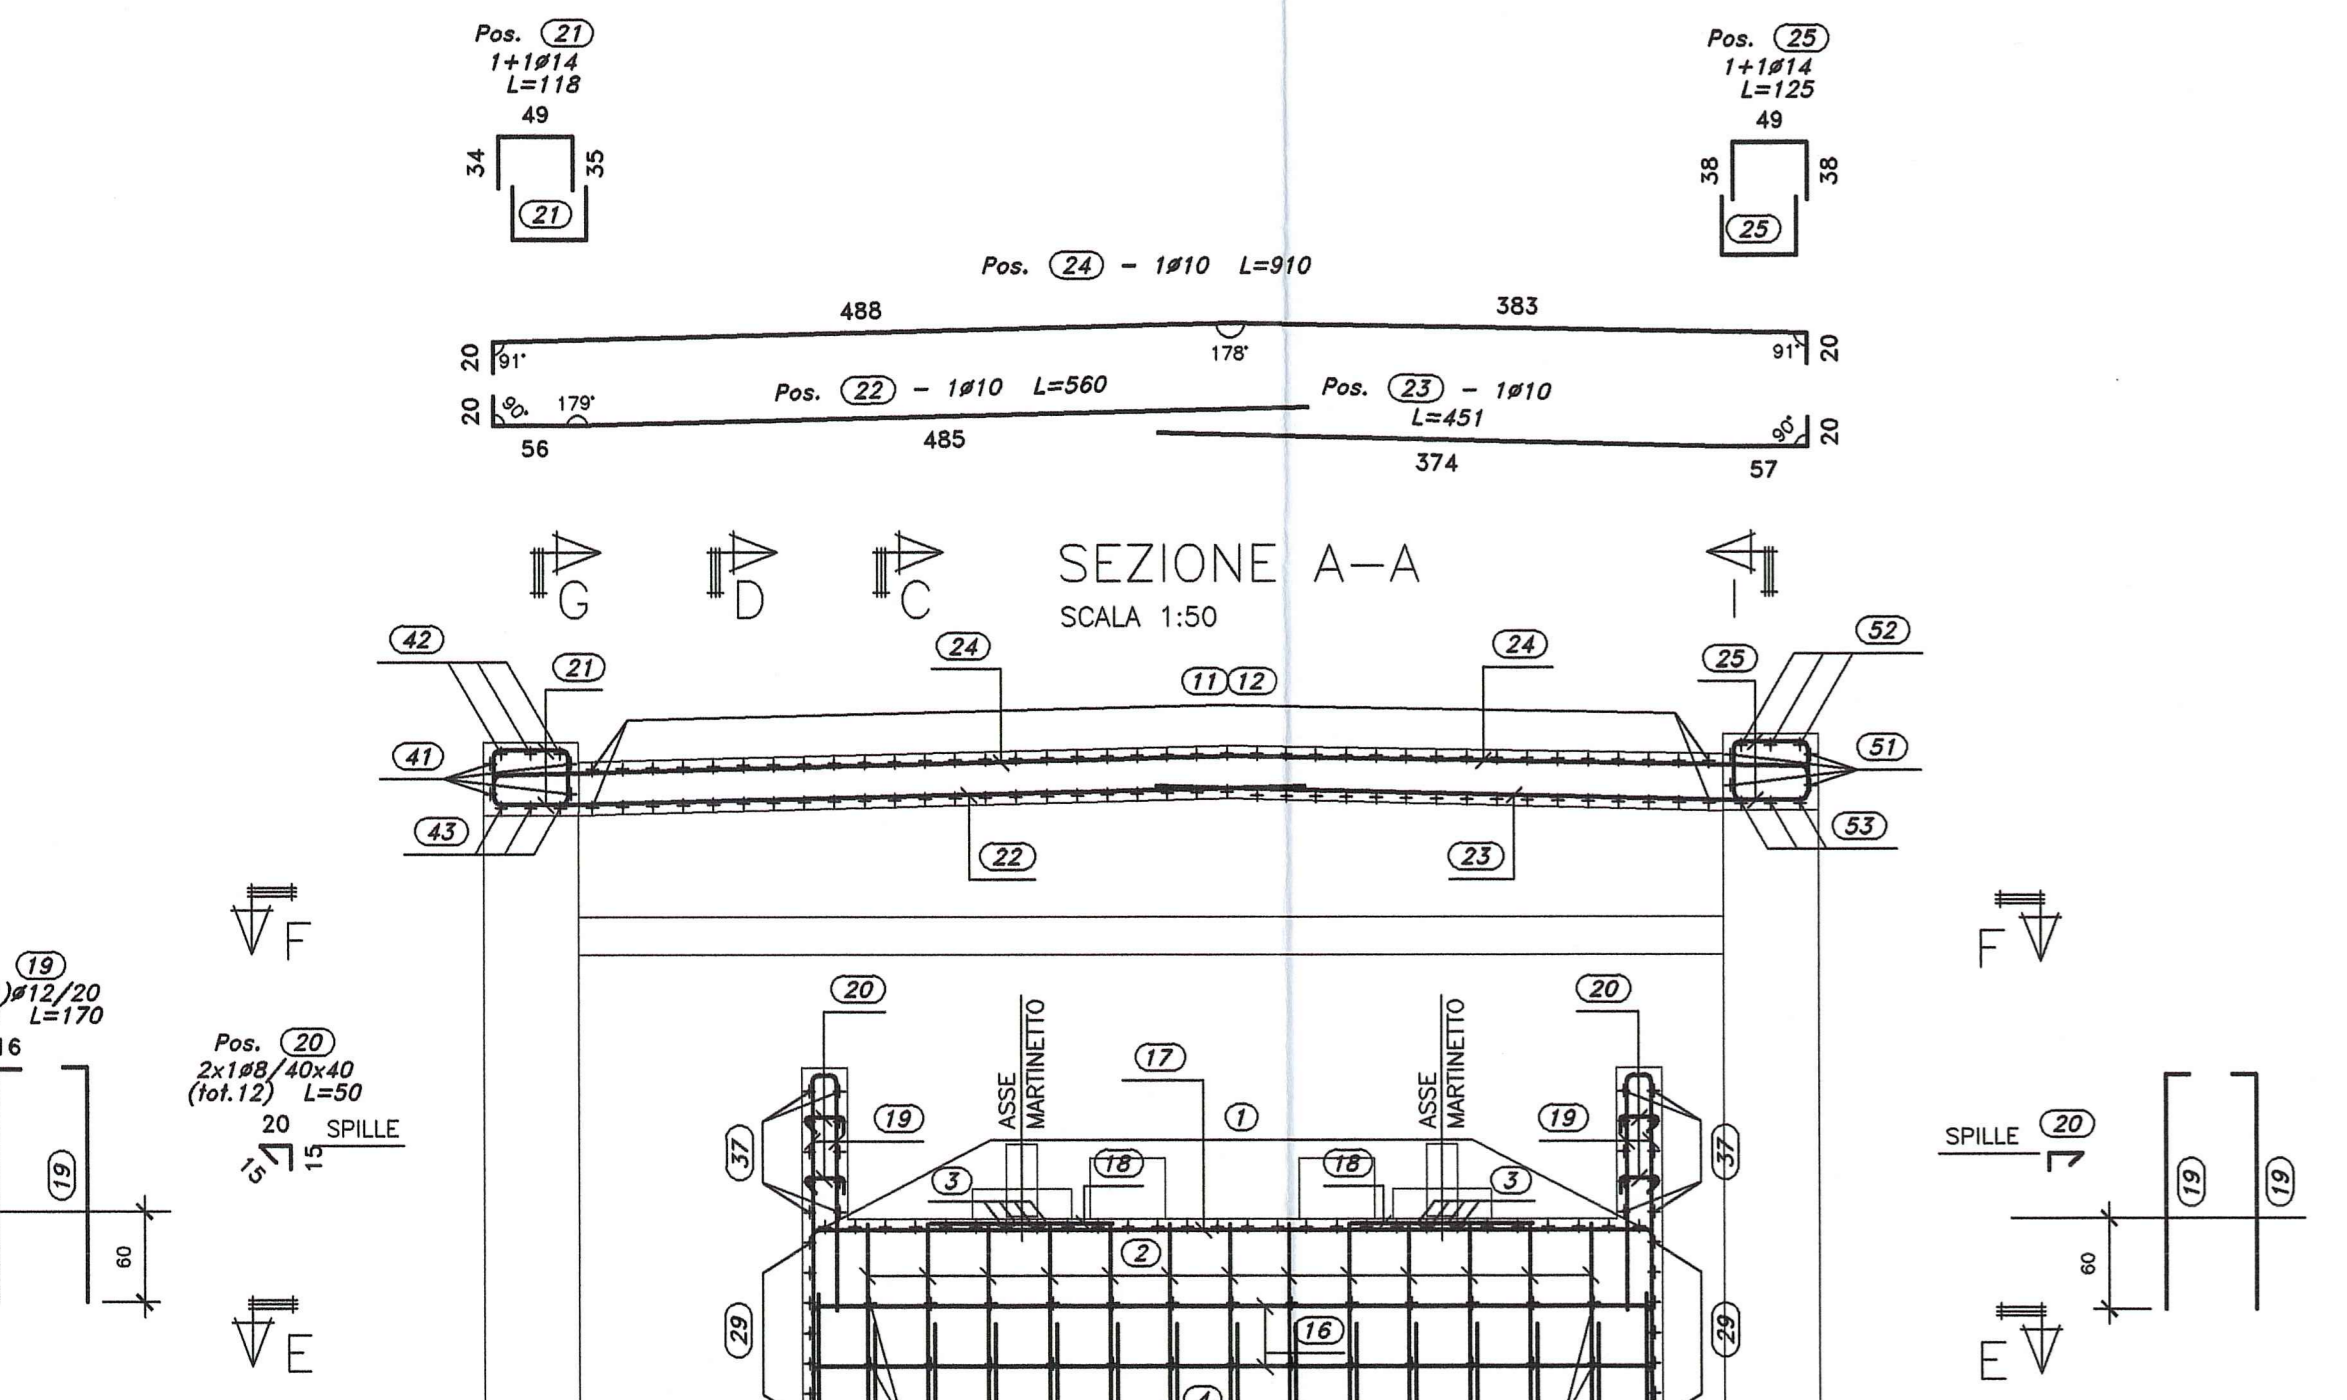 Pos. 21
1+1ø14
L=118
49
34
35
21
Pos. 25
1+1ø14
L=125
49
38
38
25
Pos. 24 - 1ø10 L=910
488
383
20
91°
178°
91°
20
Pos. 22 - 1ø10 L=560
Pos. 23 - 1ø10
L=451
20
90°
179°
56
485
374
90°
20
57
SEZIONE A-A
SCALA 1:50
G
D
C
I
42
21
24
11 12
24
25
52
41
51
43
22
23
53
F
F
19
)ø12/20
L=170
16
19
60
Pos. 20
2x1ø8/40x40
(tot.12) L=50
20
15
15
SPILLE
20
20
ASSE
MARTINETTO
ASSE
MARTINETTO
17
1
19
19
37
37
3
18
18
3
2
16
29
29
4
SPILLE 20
19
19
60
E
E